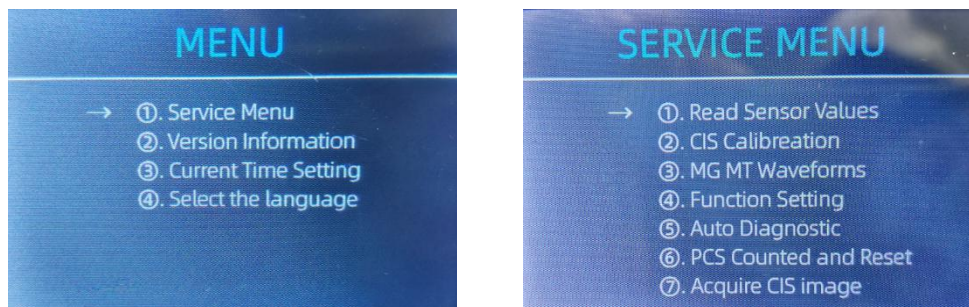 MENU
→ ①. Service Menu
②. Version Information
③. Current Time Setting
④. Select the language
SERVICE MENU
→ ①. Read Sensor Values
②. CIS Calibreation
③. MG MT Waveforms
④. Function Setting
⑤. Auto Diagnostic
⑥. PCS Counted and Reset
⑦. Acquire CIS image